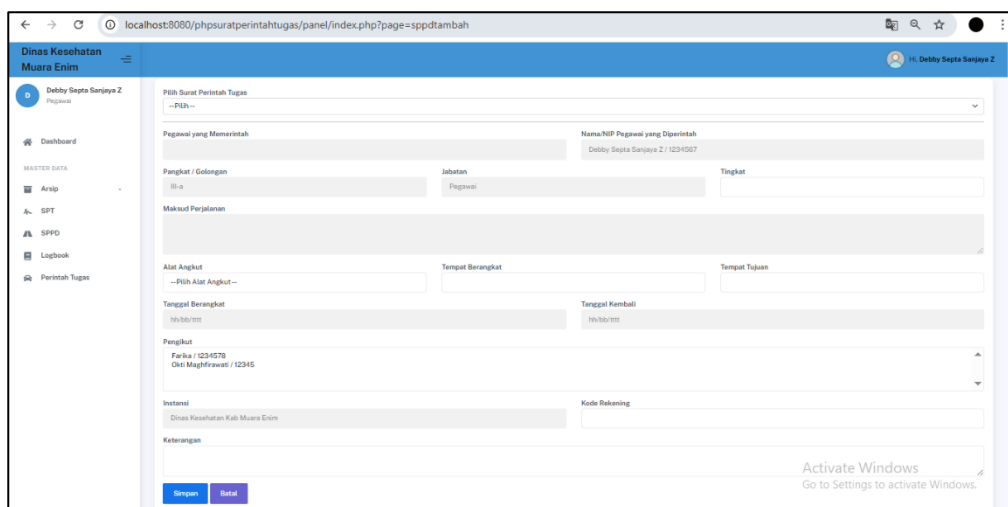 localhost:8080/phpsuratperintahtugas/panel/index.php?page=sppdtambah
Dinas Kesehatan
Muara Enim
Hi, Debby Septa Sanjaya Z
D
Debby Septa Sanjaya Z
Pegawai
Dashboard
MASTER DATA
Arsip
SPT
SPPD
Logbook
Perintah Tugas
Pilih Surat Perintah Tugas
--Pilih--
Pegawai yang Memerintah
Nama/NIP Pegawai yang Diperintah
Debby Septa Sanjaya Z / 1234567
Pangkat / Golongan
Jabatan
Tingkat
III-a
Pegawai
Maksud Perjalanan
Alat Angkut
Tempat Berangkat
Tempat Tujuan
--Pilih Alat Angkut--
Tanggal Berangkat
Tanggal Kembali
hh/bb/tttt
hh/bb/tttt
Pengikut
Farika / 1234578
Okti Maghfirawati / 12345
Instansi
Kode Rekening
Dinas Kesehatan Kab Muara Enim
Keterangan
Simpan
Batal
Activate Windows
Go to Settings to activate Windows.